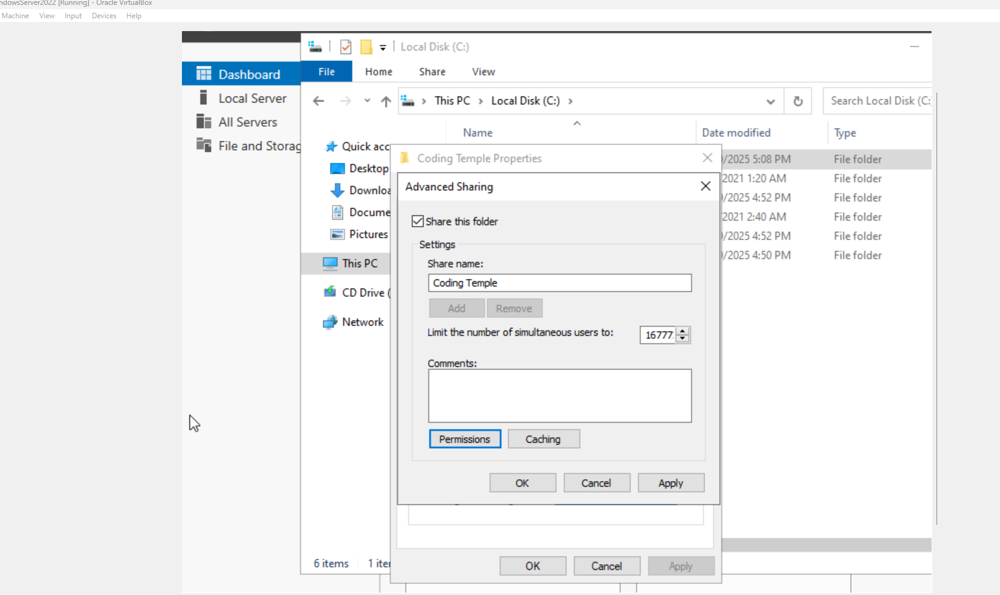 ndowsServer2022 [Running] - Oracle VirtualBox
Machine View Input Devices Help
Local Disk (C:)
File Home Share View
This PC Local Disk (C:)
Search Local Disk (C:
Dashboard
Local Server
All Servers
File and Storag
Name Date modified Type
Quick acc
Desktop
Downloa
Docume
Pictures
This PC
CD Drive (
Network
/2025 5:08 PM File folder
2021 1:20 AM File folder
/2025 4:52 PM File folder
2021 2:40 AM File folder
/2025 4:52 PM File folder
/2025 4:50 PM File folder
Coding Temple Properties
Advanced Sharing
Share this folder
Settings
Share name:
Coding Temple
Add Remove
Limit the number of simultaneous users to: 16777
Comments:
Permissions Caching
OK Cancel Apply
OK Cancel Apply
6 items 1 iter